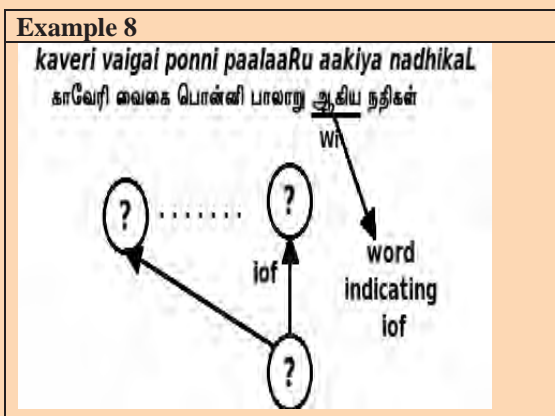 Example 8
kaveri vaigai ponni paalaaRu aakiya nadhikaL
காவேரி வைகை பொன்னி பாலாறு ஆகிய நதிகள்
Wi
? ....... ?
iof
word
indicating
iof
?